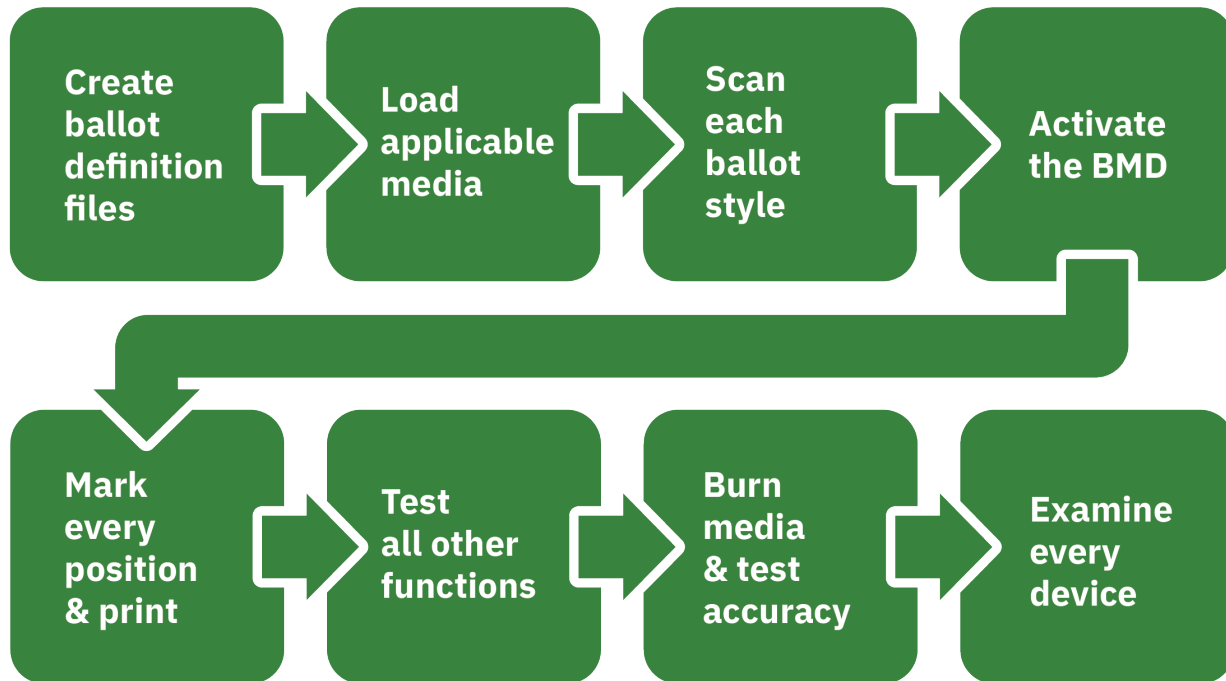 Create
ballot
definition
files
Load
applicable
media
Scan
each
ballot
style
Activate
the BMD
Mark
every
position
& print
Test
all other
functions
Burn
media
& test
accuracy
Examine
every
device